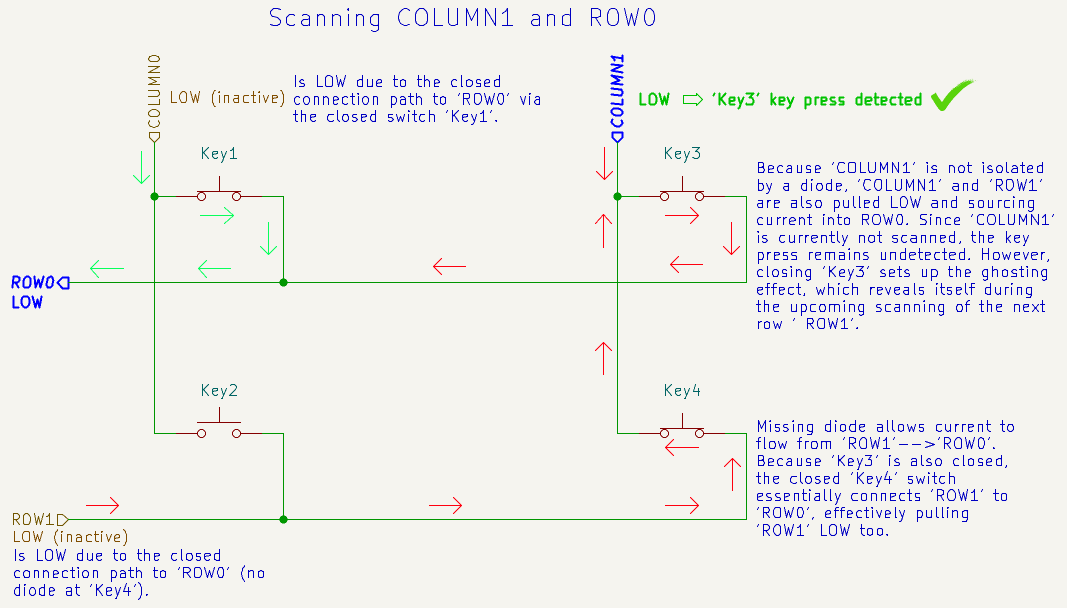 Scanning COLUMN1 and ROW0
COLUMN0
LOW (inactive)
Is LOW due to the closed
connection path to 'ROW0' via
the closed switch 'Key1'.
COLUMN1
LOW ⇨ 'Key3' key press detected ✓
Key1
Key3
Because 'COLUMN1' is not isolated
by a diode, 'COLUMN1' and 'ROW1'
are also pulled LOW and sourcing
current into ROW0. Since 'COLUMN1'
is currently not scanned, the key
press remains undetected. However,
closing 'Key3' sets up the ghosting
effect, which reveals itself during
the upcoming scanning of the next
row ' ROW1'.
ROW0
LOW
Key2
Key4
Missing diode allows current to
flow from 'ROW1'-->'ROW0'.
Because 'Key3' is also closed,
the closed 'Key4' switch
essentially connects 'ROW1' to
'ROW0', effectively pulling
'ROW1' LOW too.
ROW1
LOW (inactive)
Is LOW due to the closed
connection path to 'ROW0' (no
diode at 'Key4').